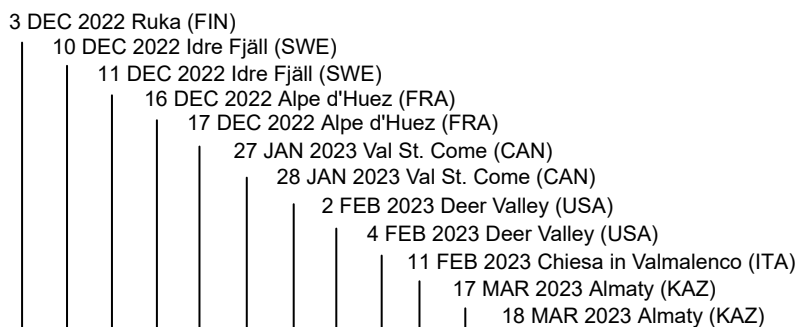 3 DEC 2022 Ruka (FIN)
10 DEC 2022 Idre Fjäll (SWE)
11 DEC 2022 Idre Fjäll (SWE)
16 DEC 2022 Alpe d'Huez (FRA)
17 DEC 2022 Alpe d'Huez (FRA)
27 JAN 2023 Val St. Come (CAN)
28 JAN 2023 Val St. Come (CAN)
2 FEB 2023 Deer Valley (USA)
4 FEB 2023 Deer Valley (USA)
11 FEB 2023 Chiesa in Valmalenco (ITA)
17 MAR 2023 Almaty (KAZ)
18 MAR 2023 Almaty (KAZ)